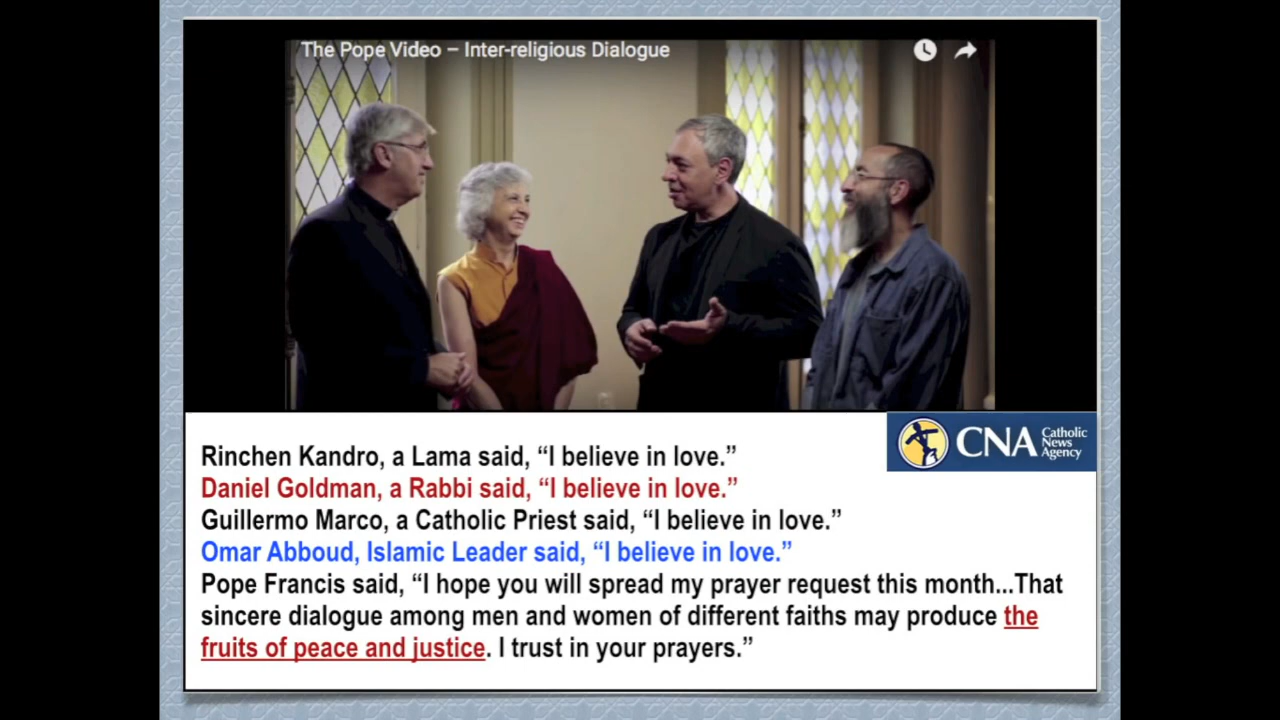 The Pope Video – Inter-religious Dialogue
CNA Catholic
News
Agency
Rinchen Kandro, a Lama said, “I believe in love.”
Daniel Goldman, a Rabbi said, “I believe in love.”
Guillermo Marco, a Catholic Priest said, “I believe in love.”
Omar Abboud, Islamic Leader said, “I believe in love.”
Pope Francis said, “I hope you will spread my prayer request this month...That
sincere dialogue among men and women of different faiths may produce the
fruits of peace and justice. I trust in your prayers.”